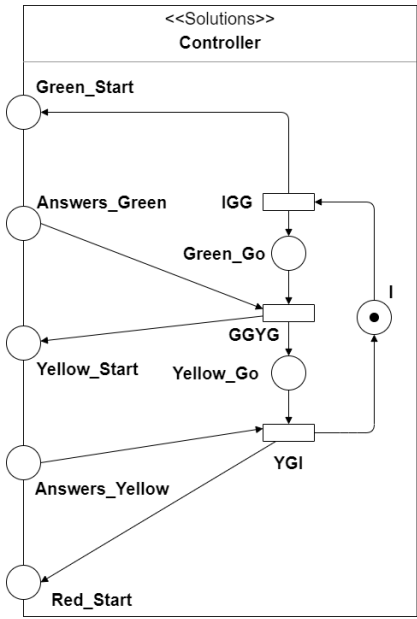 <<Solutions>>
Controller
Green_Start
Answers_Green
IGG
Green_Go
I
GGYG
Yellow_Start
Yellow_Go
YGI
Answers_Yellow
Red_Start